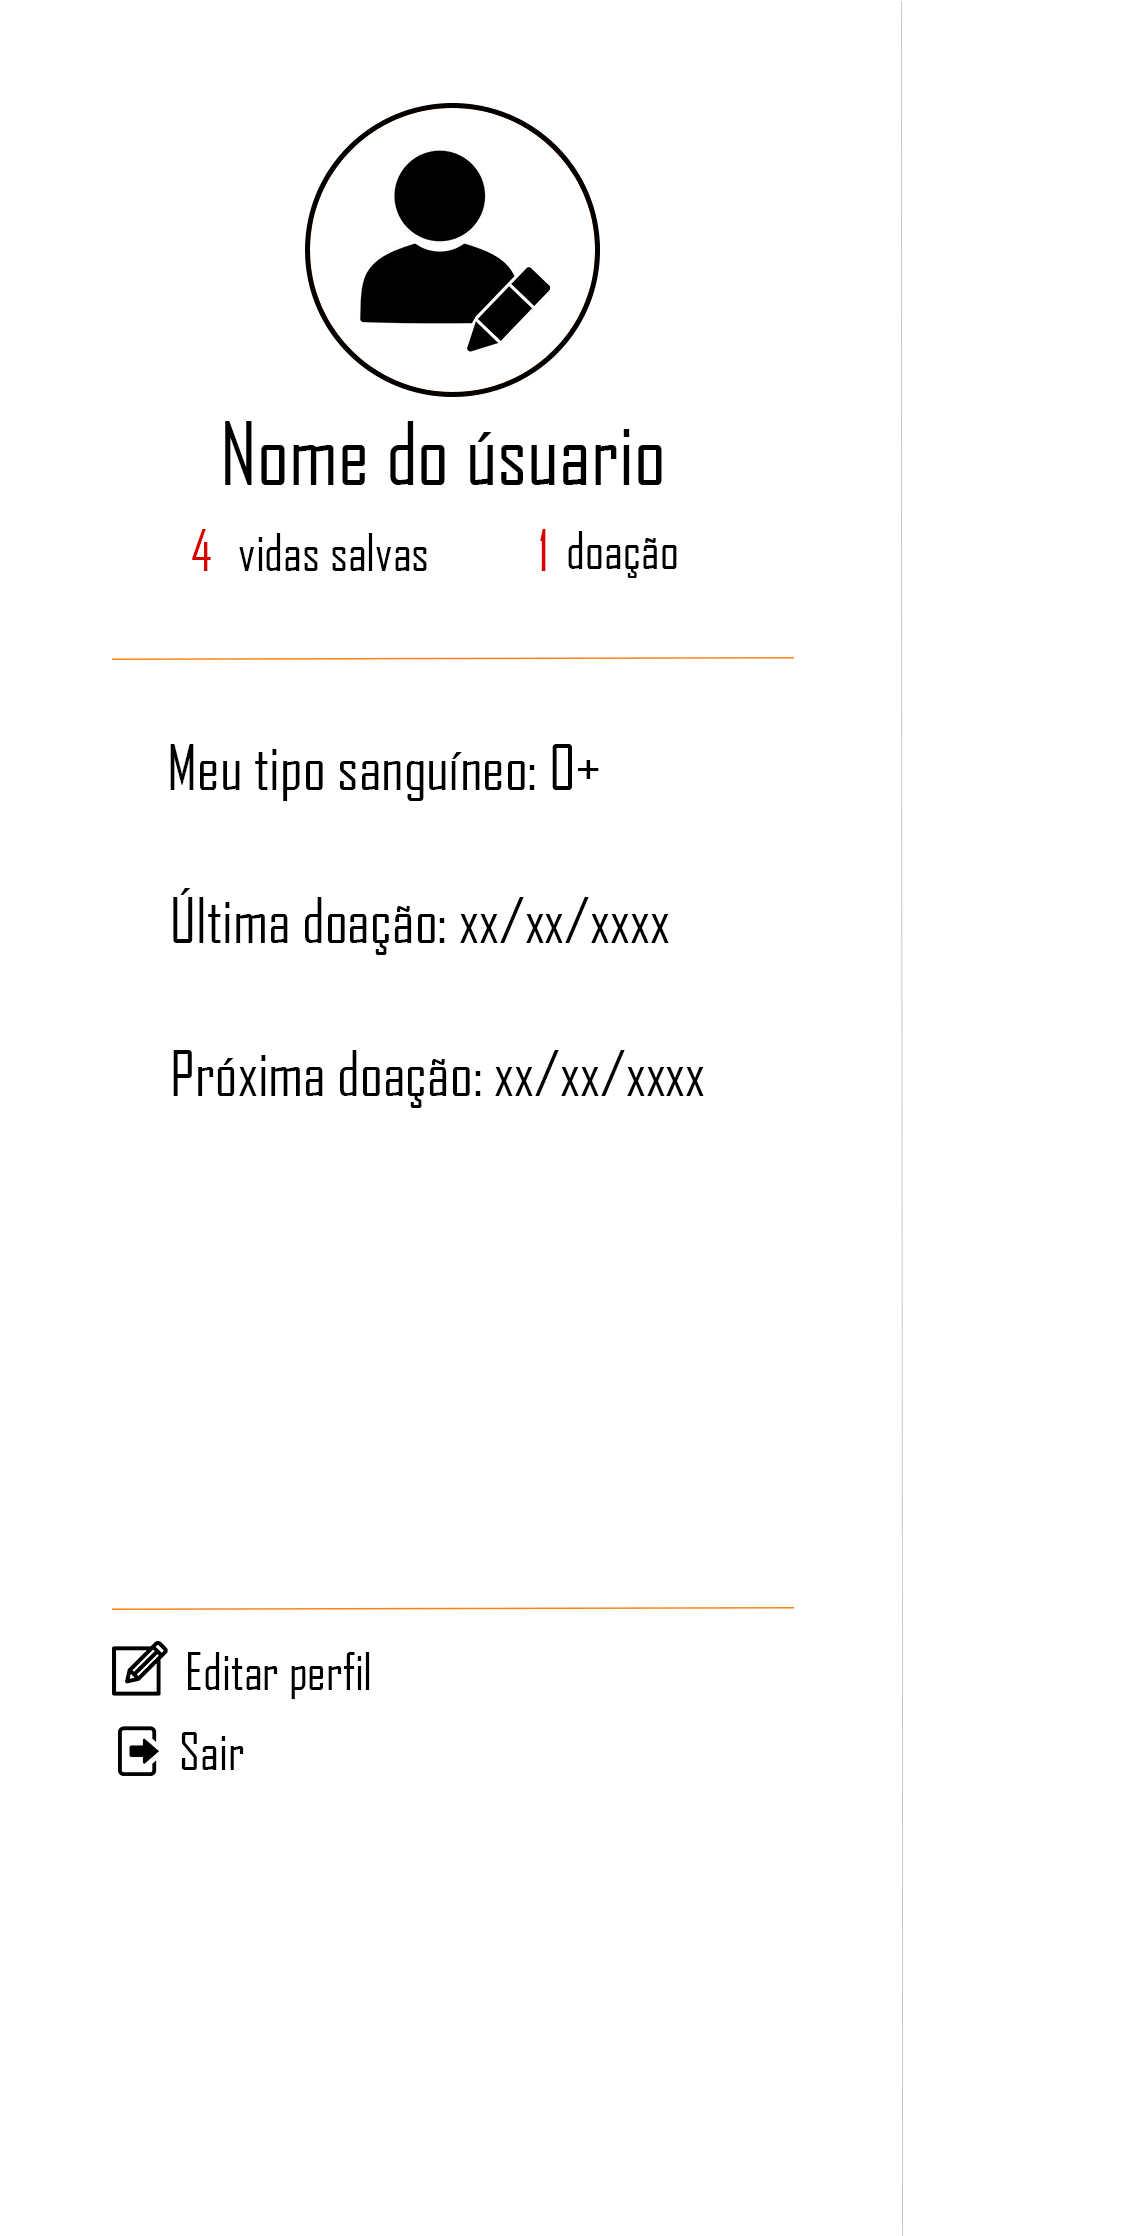 Nome do úsuario
4 vidas salvas 1 doação
Meu tipo sanguíneo: O+
Última doação: xx/xx/xxxx
Próxima doação: xx/xx/xxxx
Editar perfil
Sair